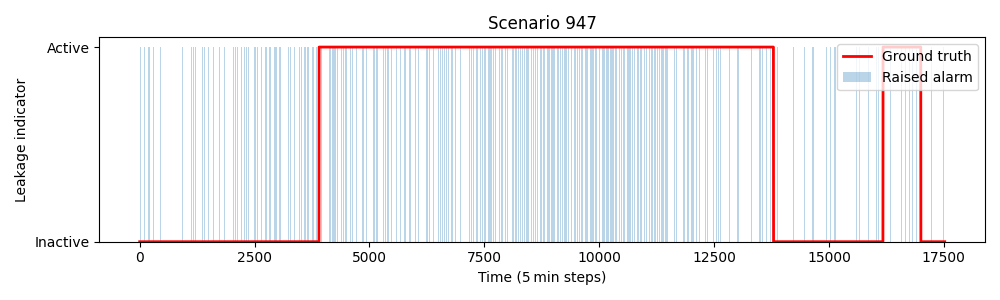 Scenario 947
Active
Inactive
Leakage indicator
Ground truth
Raised alarm
0 2500 5000 7500 10000 12500 15000 17500
Time (5 min steps)